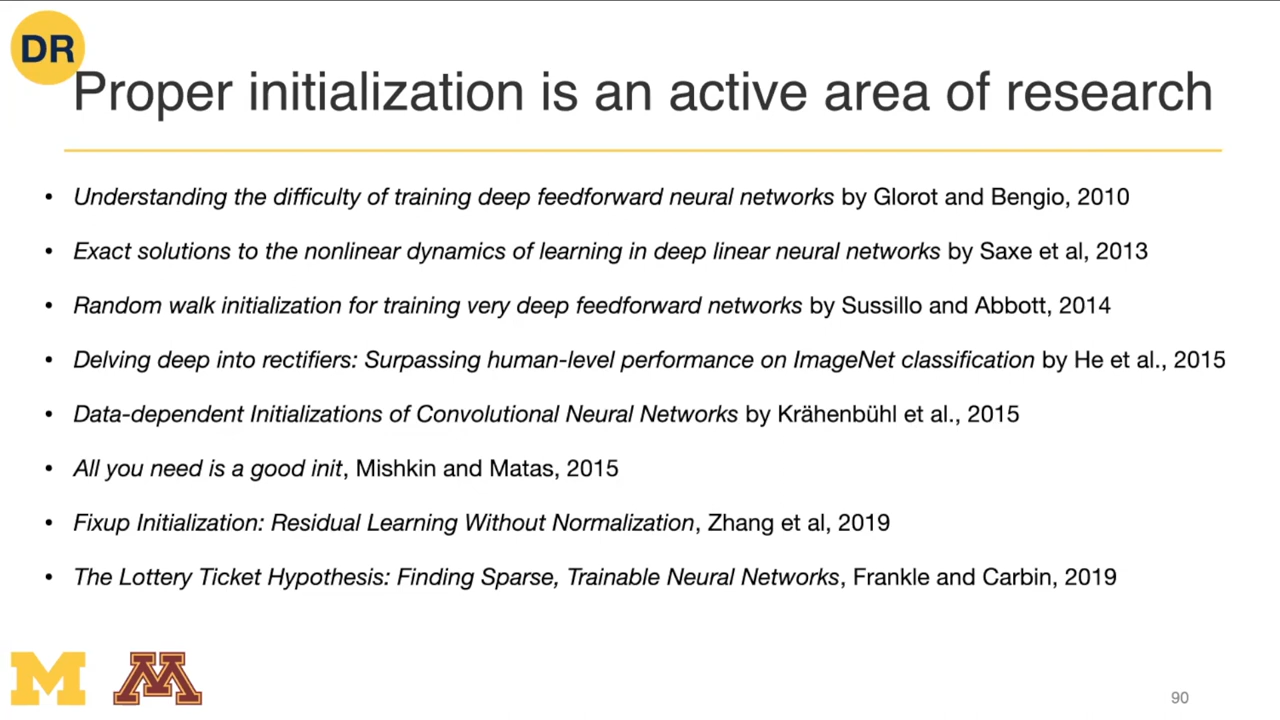 DR
Proper initialization is an active area of research
• Understanding the difficulty of training deep feedforward neural networks by Glorot and Bengio, 2010
• Exact solutions to the nonlinear dynamics of learning in deep linear neural networks by Saxe et al, 2013
• Random walk initialization for training very deep feedforward networks by Sussillo and Abbott, 2014
• Delving deep into rectifiers: Surpassing human-level performance on ImageNet classification by He et al., 2015
• Data-dependent Initializations of Convolutional Neural Networks by Krähenbühl et al., 2015
• All you need is a good init, Mishkin and Matas, 2015
• Fixup Initialization: Residual Learning Without Normalization, Zhang et al, 2019
• The Lottery Ticket Hypothesis: Finding Sparse, Trainable Neural Networks, Frankle and Carbin, 2019
M M
90